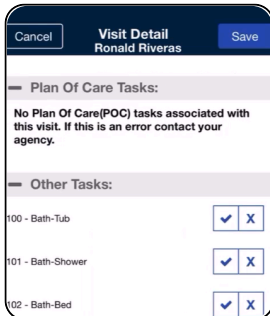 Cancel
Visit Detail
Save
Ronald Riveras
Plan Of Care Tasks:
No Plan Of Care(POC) tasks associated with
this visit. If this is an error contact your
agency.
Other Tasks:
100 - Bath-Tub
X
101 - Bath-Shower
X
102 - Bath-Bed
X